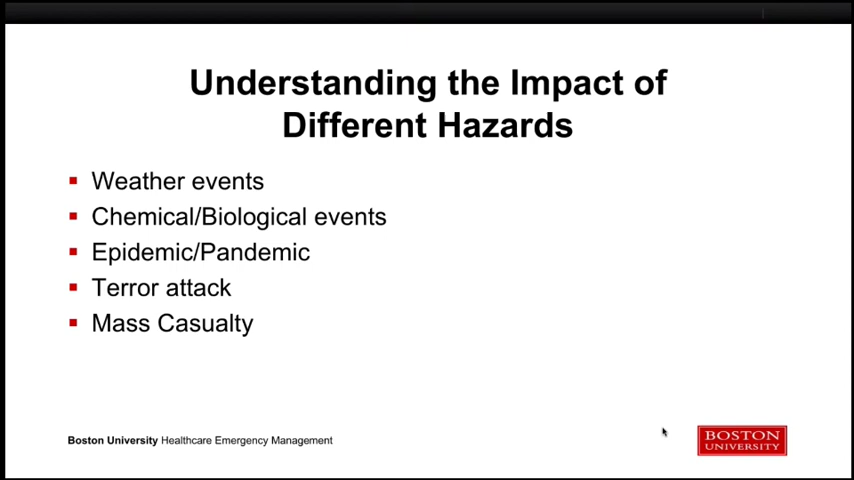 Understanding the Impact of
Different Hazards
Weather events
Chemical/Biological events
Epidemic/Pandemic
Terror attack
Mass Casualty
Boston University Healthcare Emergency Management
BOSTON
UNIVERSITY